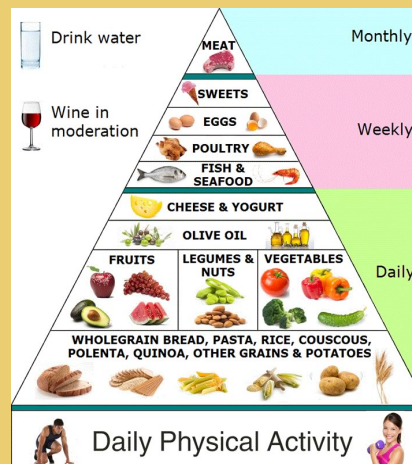 Drink water
Wine in
moderation
MEAT
Monthly
SWEETS
EGGS
POULTRY
FISH &
SEAFOOD
Weekly
CHEESE & YOGURT
OLIVE OIL
FRUITS
LEGUMES &
NUTS
VEGETABLES
Daily
WHOLEGRAIN BREAD, PASTA, RICE, COUSCOUS,
POLENTA, QUINOA, OTHER GRAINS & POTATOES
Daily Physical Activity